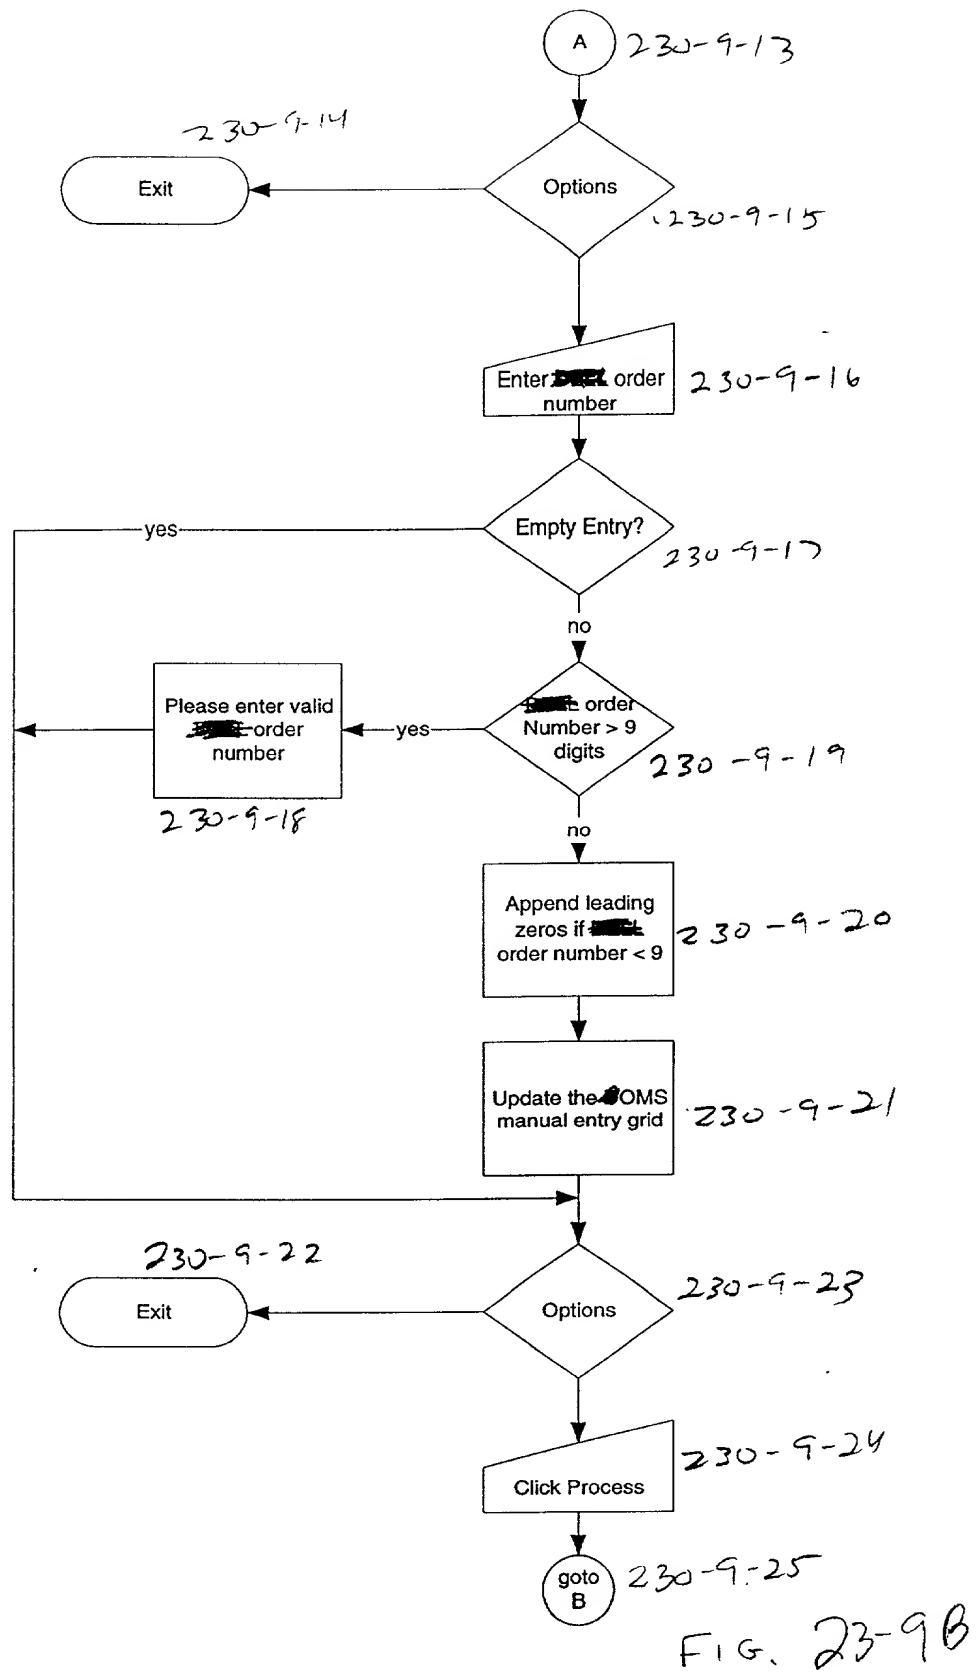 A
230-9-13
230-9-14
Exit
Options
230-9-15
Enter order
number
230-9-16
Empty Entry?
230-9-17
yes
no
Please enter valid
order
number
230-9-18
yes
order
Number > 9
digits
230-9-19
no
Append leading
zeros if
order number < 9
230-9-20
Update the OMS
manual entry grid
230-9-21
230-9-22
Exit
Options
230-9-23
Click Process
230-9-24
goto
B
230-9-25
FIG. 23-9B